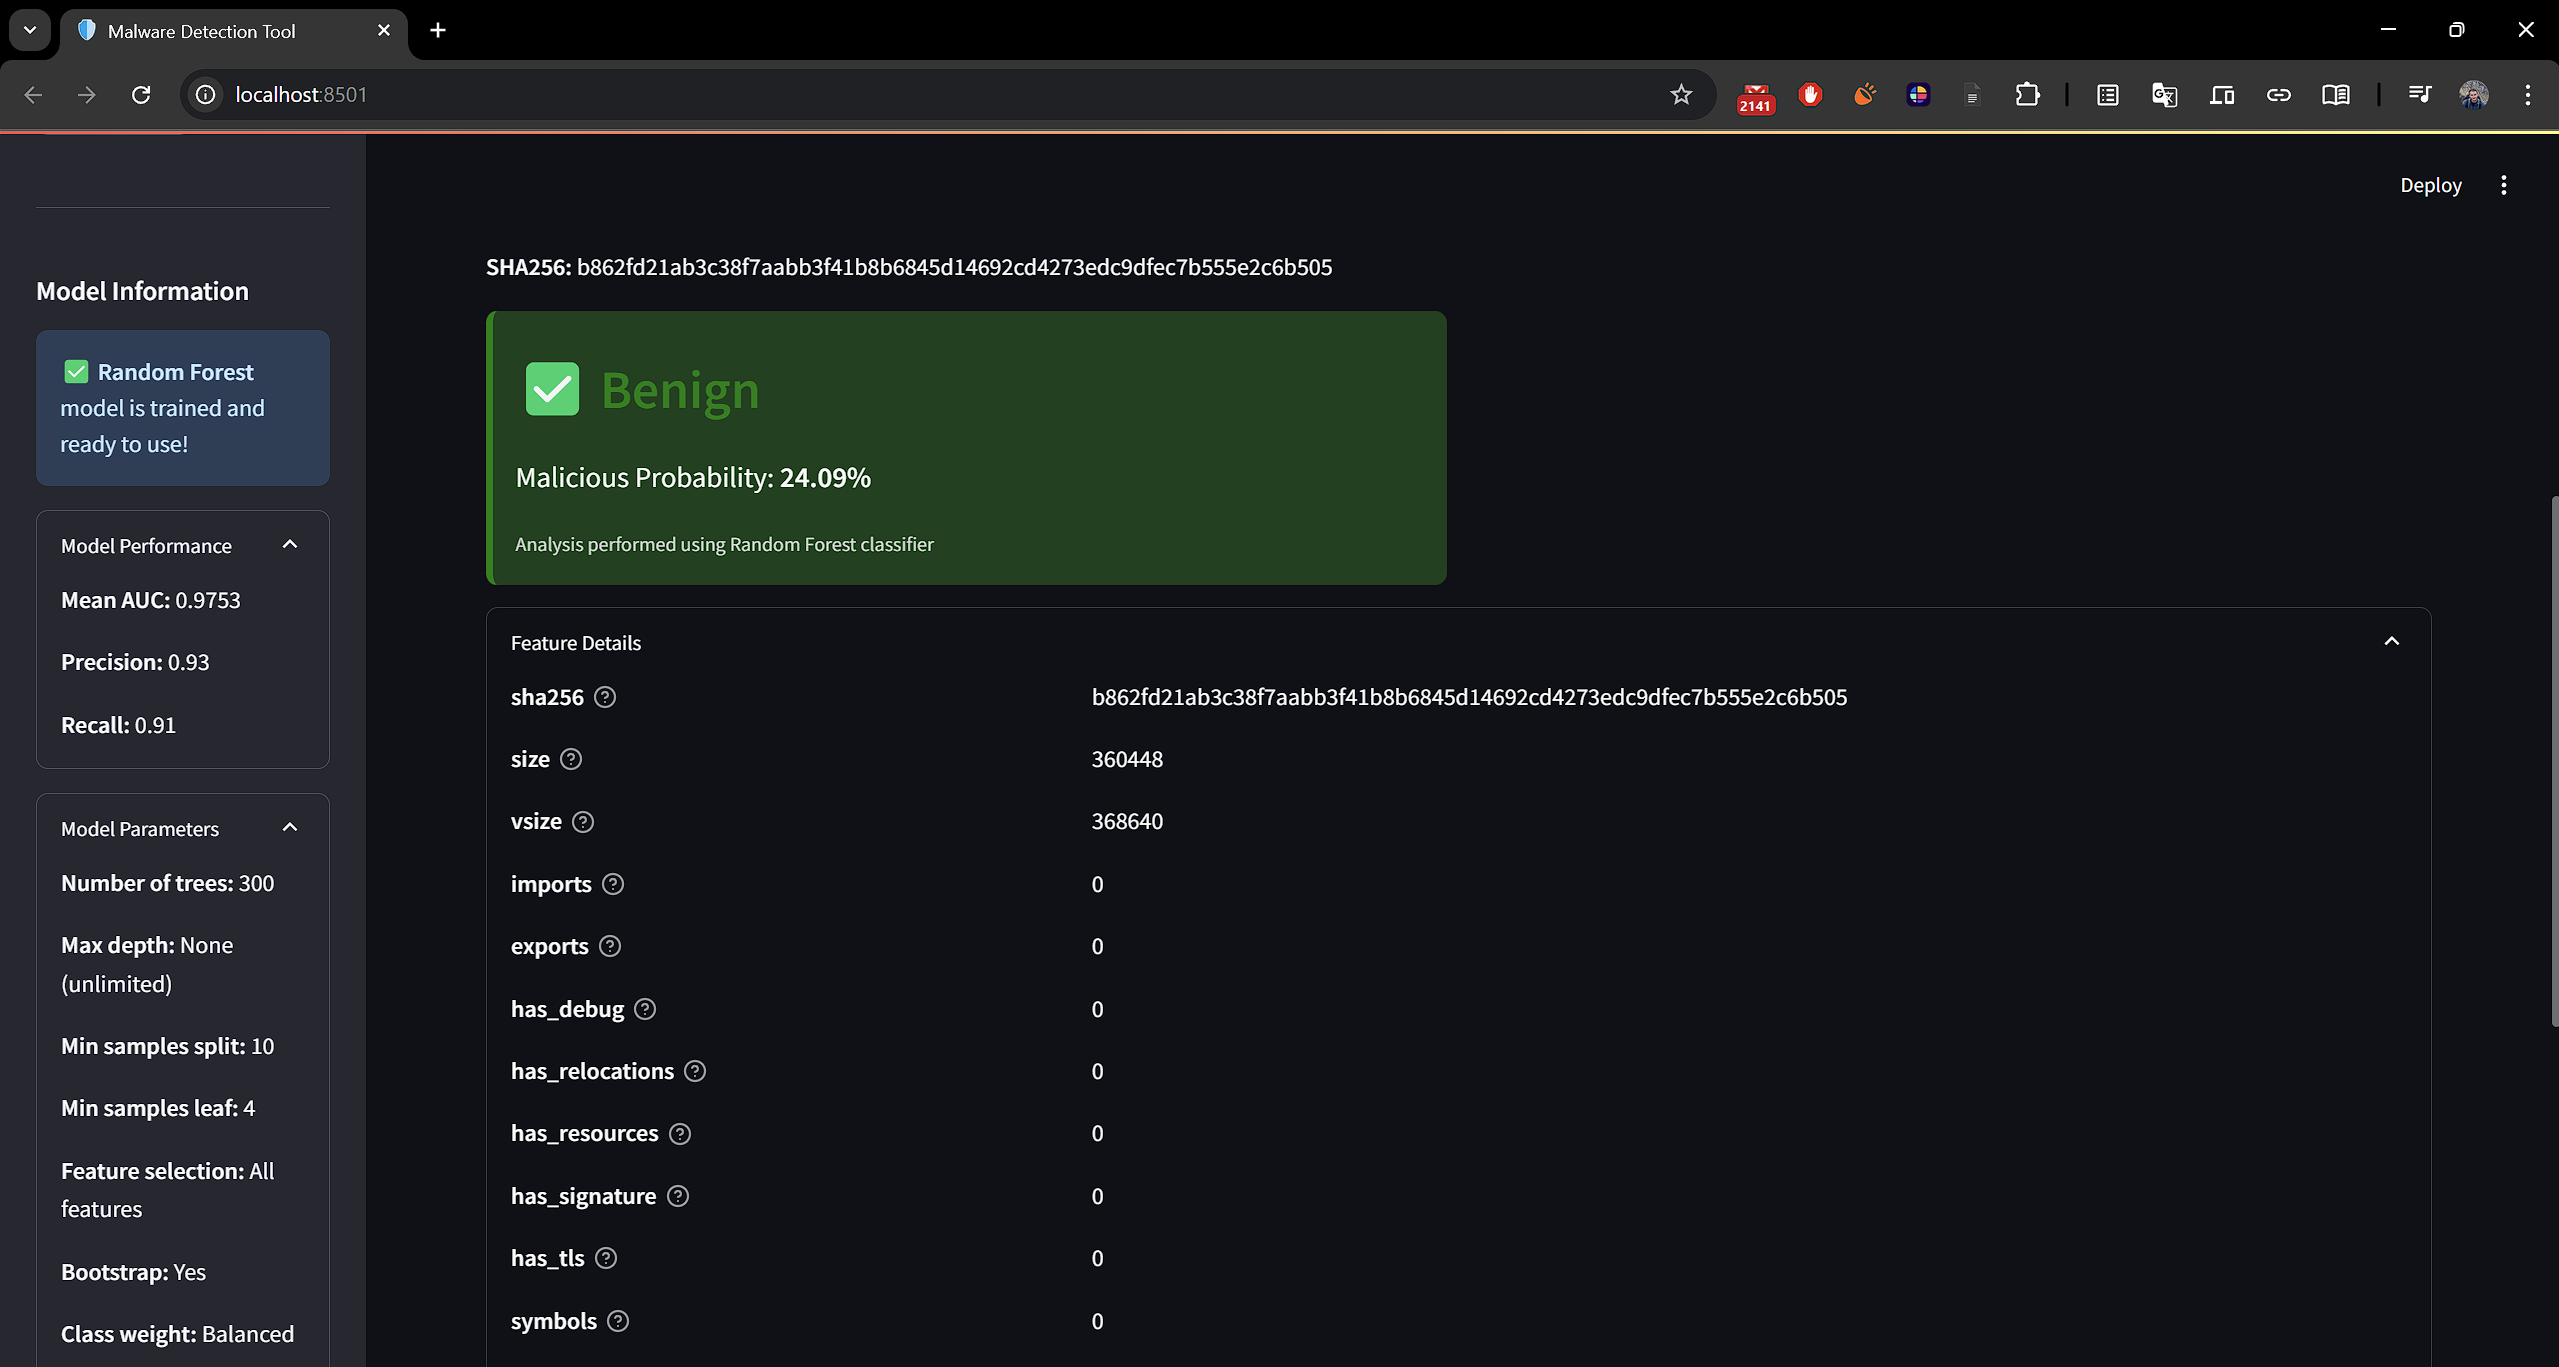 Malware Detection Tool
localhost:8501
2141
Deploy
Model Information
Random Forest
model is trained and
ready to use!
Model Performance
Mean AUC: 0.9753
Precision: 0.93
Recall: 0.91
Model Parameters
Number of trees: 300
Max depth: None
(unlimited)
Min samples split: 10
Min samples leaf: 4
Feature selection: All
features
Bootstrap: Yes
Class weight: Balanced
SHA256: b862fd21ab3c38f7aabb3f41b8b6845d14692cd4273edc9dfec7b555e2c6b505
Benign
Malicious Probability: 24.09%
Analysis performed using Random Forest classifier
Feature Details
sha256 b862fd21ab3c38f7aabb3f41b8b6845d14692cd4273edc9dfec7b555e2c6b505
size 360448
vsize 368640
imports 0
exports 0
has_debug 0
has_relocations 0
has_resources 0
has_signature 0
has_tls 0
symbols 0